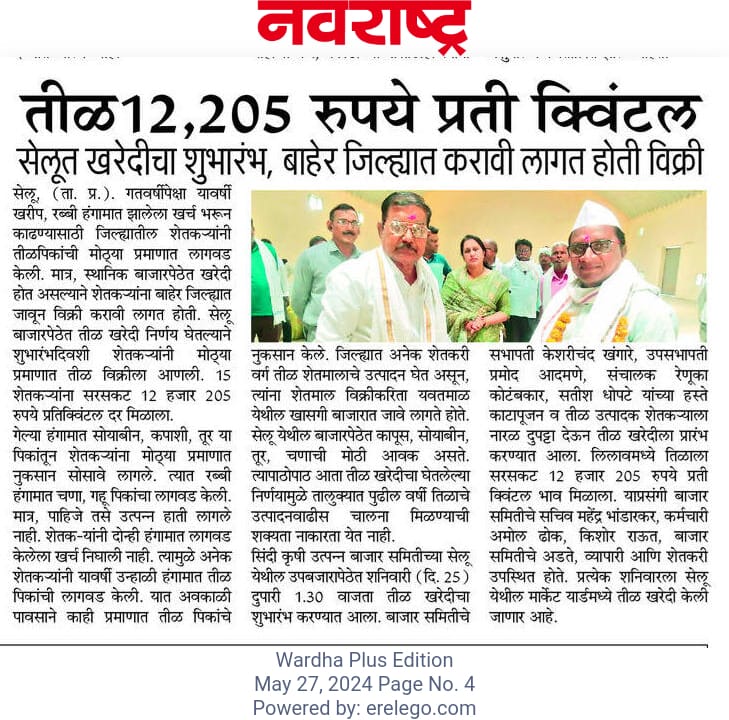 नवराष्ट्र
तीळ12,205 रुपये प्रती क्विंटल
सेलूत खरेदीचा शुभारंभ, बाहेर जिल्ह्यात करावी लागत होती विक्री
सेलू, (ता. प्र.). गतवर्षीपेक्षा यावर्षी
खरीप, रब्बी हंगामात झालेला खर्च भरून
काढण्यासाठी जिल्ह्यातील शेतकऱ्यांनी
तीळपिकांची मोठ्या प्रमाणात लागवड
केली. मात्र, स्थानिक बाजारपेठेत खरेदी
होत असल्याने शेतकऱ्यांना बाहेर जिल्ह्यात
जावून विक्री करावी लागत होती. सेलू
बाजारपेठेत तीळ खरेदी निर्णय घेतल्याने
शुभारंभदिवशी शेतकऱ्यांनी मोठ्या
प्रमाणात तीळ विक्रीला आणली. 15
शेतकऱ्यांना सरसकट 12 हजार 205
रुपये प्रतिक्विंटल दर मिळाला.
गेल्या हंगामात सोयाबीन, कपाशी, तूर या
पिकांतून शेतकऱ्यांना मोठ्या प्रमाणात
नुकसान सोसावे लागले. त्यात रब्बी
हंगामात चणा, गहू पिकांचा लागवड केली.
मात्र, पाहिजे तसे उत्पन्न हाती लागले
नाही. शेतक-यांनी दोन्ही हंगामात लागवड
केलेला खर्च निघाली नाही. त्यामुळे अनेक
शेतकऱ्यांनी यावर्षी उन्हाळी हंगामात तीळ
पिकांची लागवड केली. यात अवकाळी
पावसाने काही प्रमाणात तीळ पिकांचे
नुकसान केले. जिल्ह्यात अनेक शेतकरी
वर्ग तीळ शेतमालाचे उत्पादन घेत असून,
त्यांना शेतमाल विक्रीकरिता यवतमाळ
येथील खासगी बाजारात जावे लागते होते.
सेलू येथील बाजारपेठेत कापूस, सोयाबीन,
तूर, चणाची मोठी आवक असते.
त्यापाठोपाठ आता तीळ खरेदीचा घेतलेल्या
निर्णयामुळे तालुक्यात पुढील वर्षी तिळाचे
उत्पादनवाढीस चालना मिळण्याची
शक्यता नाकारता येत नाही.
सिंदी कृषी उत्पन्न बाजार समितीच्या सेलू
येथील उपबजारापेठेत शनिवारी (दि. 25)
दुपारी 1.30 वाजता तीळ खरेदीचा
शुभारंभ करण्यात आला. बाजार समितीचे
सभापती केशरीचंद खंगारे, उपसभापती
प्रमोद आदमणे, संचालक रेणूका
कोटंबकार, सतीश धोपटे यांच्या हस्ते
काटापूजन व तीळ उत्पादक शेतकऱ्याला
नारळ दुपट्टा देऊन तीळ खरेदीला प्रारंभ
करण्यात आला. लिलावमध्ये तिळाला
सरसकट 12 हजार 205 रुपये प्रती
क्विंटल भाव मिळाला. याप्रसंगी बाजार
समितीचे सचिव महेंद्र भांडारकर, कर्मचारी
अमोल ढोक, किशोर राऊत, बाजार
समितीचे अडते, व्यापारी आणि शेतकरी
उपस्थित होते. प्रत्येक शनिवारला सेलू
येथील मार्केट यार्डमध्ये तीळ खरेदी केली
जाणार आहे.
Wardha Plus Edition
May 27, 2024 Page No. 4
Powered by: erelego.com